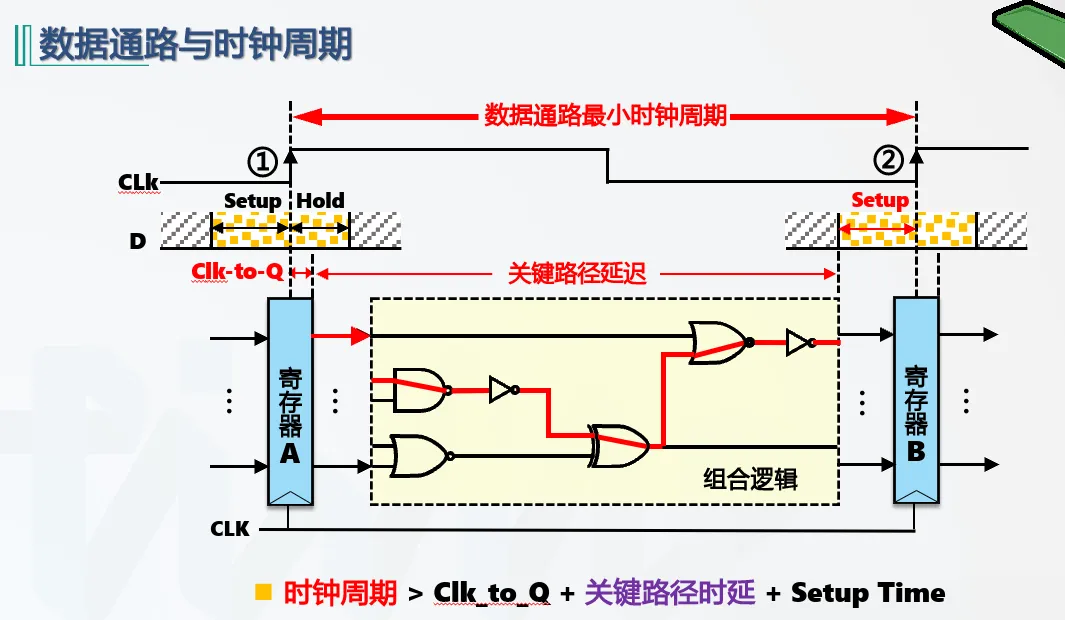 数据通路与时钟周期
数据通路最小时钟周期
① ②
CLk
Setup Hold Setup
D
Clk-to-Q 关键路径延迟
寄存器A
寄存器B
组合逻辑
CLK
时钟周期 > Clk_to_Q + 关键路径时延 + Setup Time